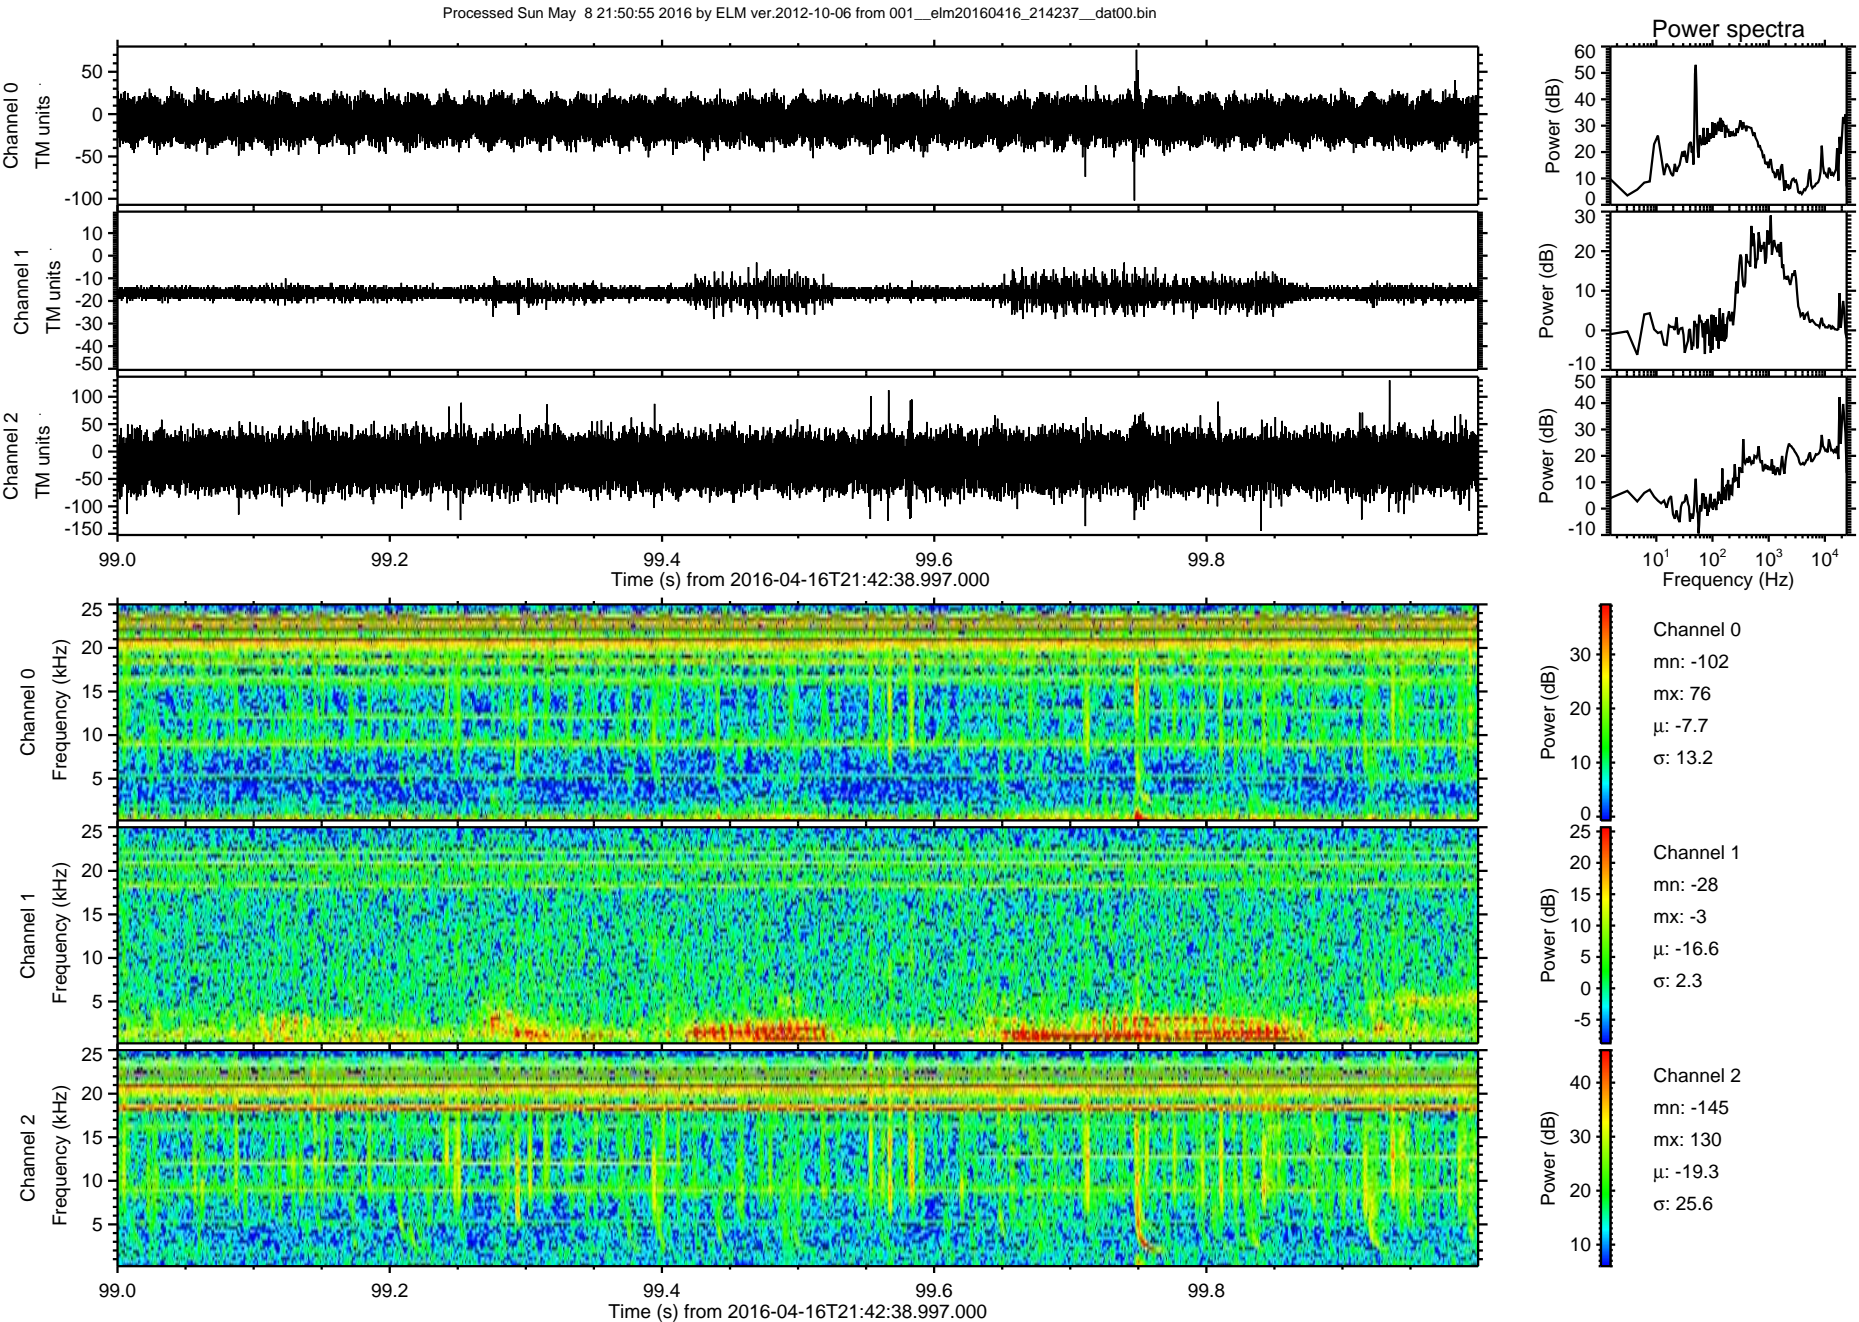 Processed Sun May  8 21:50:55 2016 by ELM ver.2012-10-06 from 001__elm20160416_214237__dat00.bin
Power spectra
Channel 0
TM units
50
0
-50
-100
Power (dB)
60
50
40
30
20
10
0
Channel 1
TM units
10
0
-10
-20
-30
-40
-50
Power (dB)
30
20
10
0
-10
Channel 2
TM units
100
50
0
-50
-100
-150
Power (dB)
50
40
30
20
10
0
-10
99.0 99.2 99.4 99.6 99.8
Time (s) from 2016-04-16T21:42:38.997.000
10^1 10^2 10^3 10^4
Frequency (Hz)
Channel 0
Frequency (kHz)
25
20
15
10
5
Power (dB)
30
20
10
0
Channel 0
mn: -102
mx: 76
μ: -7.7
σ: 13.2
Channel 1
Frequency (kHz)
25
20
15
10
5
Power (dB)
25
20
15
10
5
0
-5
Channel 1
mn: -28
mx: -3
μ: -16.6
σ: 2.3
Channel 2
Frequency (kHz)
25
20
15
10
5
Power (dB)
40
30
20
10
Channel 2
mn: -145
mx: 130
μ: -19.3
σ: 25.6
99.0 99.2 99.4 99.6 99.8
Time (s) from 2016-04-16T21:42:38.997.000